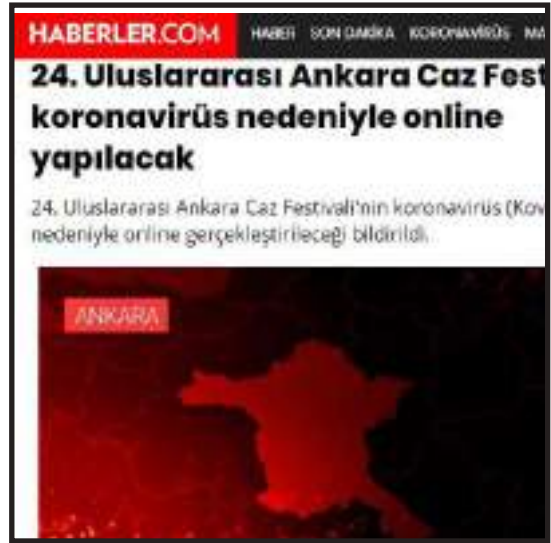 HABERLER.COM HABER SON DAKİKA KORONAVİRÜS MA
24. Uluslararası Ankara Caz Fest
koronavirüs nedeniyle online
yapılacak
24. Uluslararası Ankara Caz Festivali'nin koronavirüs (Kov
nedeniyle online gerçekleştirileceği bildirildi.
ANKARA